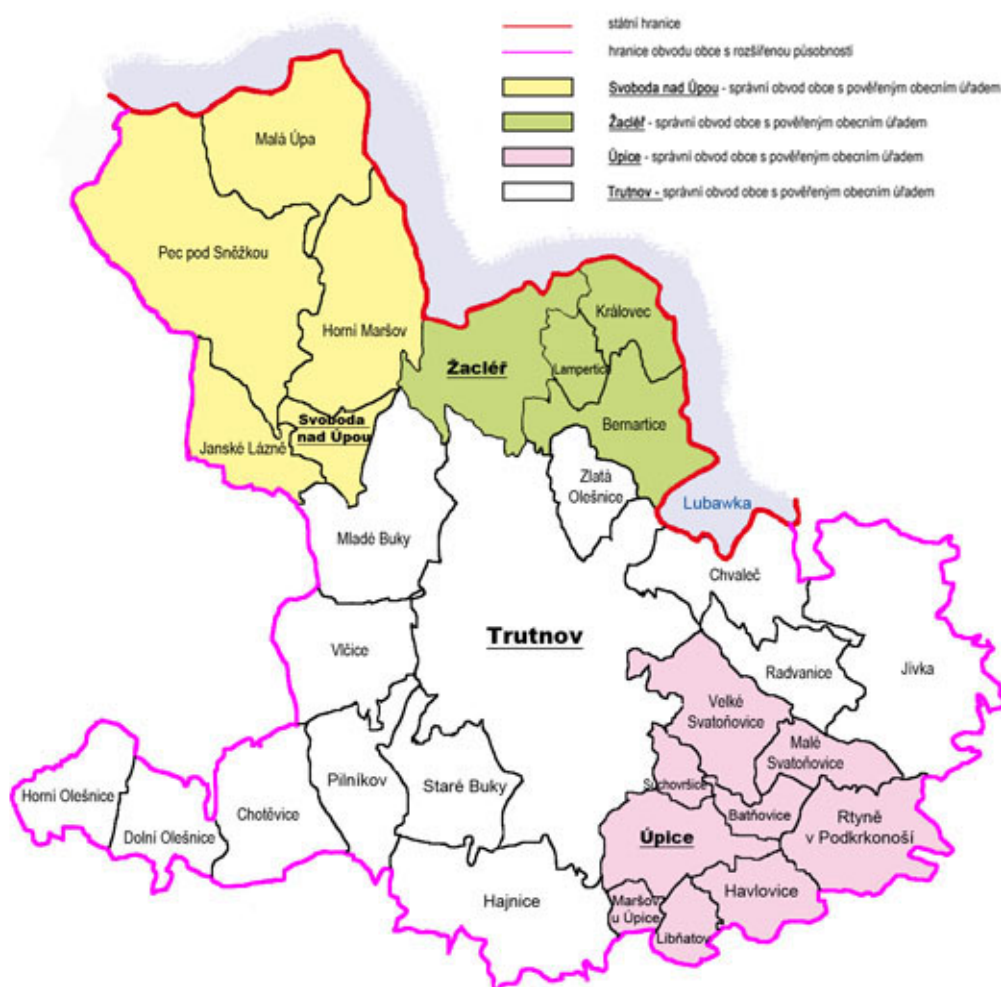 státní hranice
hranice obvodu obce s rozšířenou působností
Svoboda nad Úpou - správní obvod obce s pověřeným obecním úřadem
Žacléř - správní obvod obce s pověřeným obecním úřadem
Úpice - správní obvod obce s pověřeným obecním úřadem
Trutnov - správní obvod obce s pověřeným obecním úřadem
Malá Úpa
Pec pod Sněžkou
Horní Maršov
Královec
Žacléř
Lampertice
Svoboda
nad Úpou
Janské Lázně
Bernartice
Zlatá
Olešnice
Lubawka
Mladé Buky
Chvaleč
Trutnov
Vlčice
Radvanice
Jívka
Velké
Svatoňovice
Malé
Svatoňovice
Horní Olešnice
Dolní Olešnice
Chotěvice
Pilníkov
Staré Buky
Suchovršice
Batňovice
Rtyně
v Podkrkonoší
Úpice
Hajnice
Maršov
u Úpice
Havlovice
Libňatov